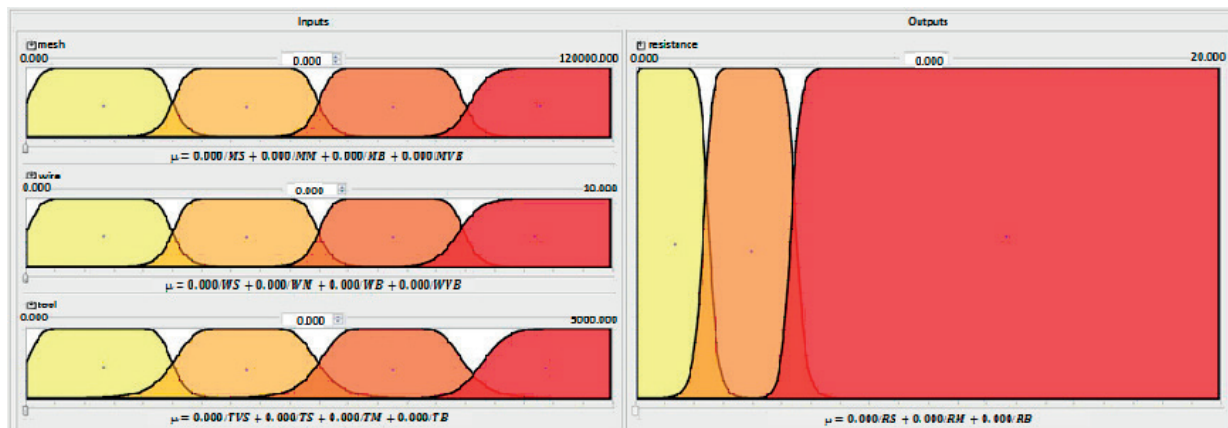 Inputs
mesh
0.000 0.000 120000.000
μ = 0.000/MS + 0.000/MM + 0.000/MB + 0.000/MVB
wire
0.000 0.000 10.000
μ = 0.000/WS + 0.000/WM + 0.000/WB + 0.000/WVB
tool
0.000 0.000 5000.000
μ = 0.000/TVS + 0.000/TS + 0.000/TM + 0.000/TB
Outputs
resistance
0.000 0.000 20.000
μ = 0.000/RS + 0.000/RM + 0.000/RB